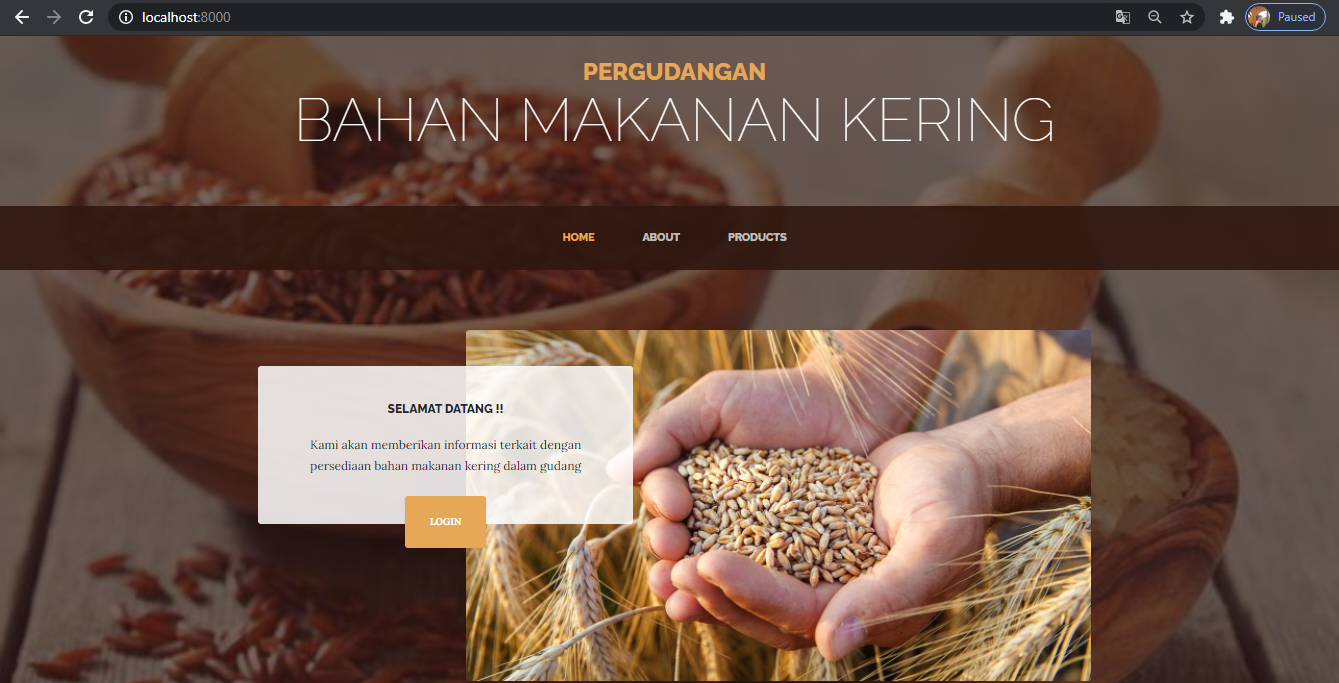 localhost:8000
Paused
PERGUDANGAN
BAHAN MAKANAN KERING
HOME ABOUT PRODUCTS
SELAMAT DATANG !!
Kami akan memberikan informasi terkait dengan
persediaan bahan makanan kering dalam gudang
LOGIN